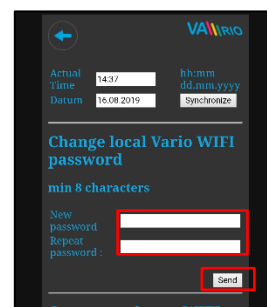 VARIO
Actual Time 14:37 hh:mm
Datum 16.08.2019 dd.mm.yyyy
Synchronize
Change local Vario WIFI
password
min 8 characters
New
password
Repeat
password :
Send